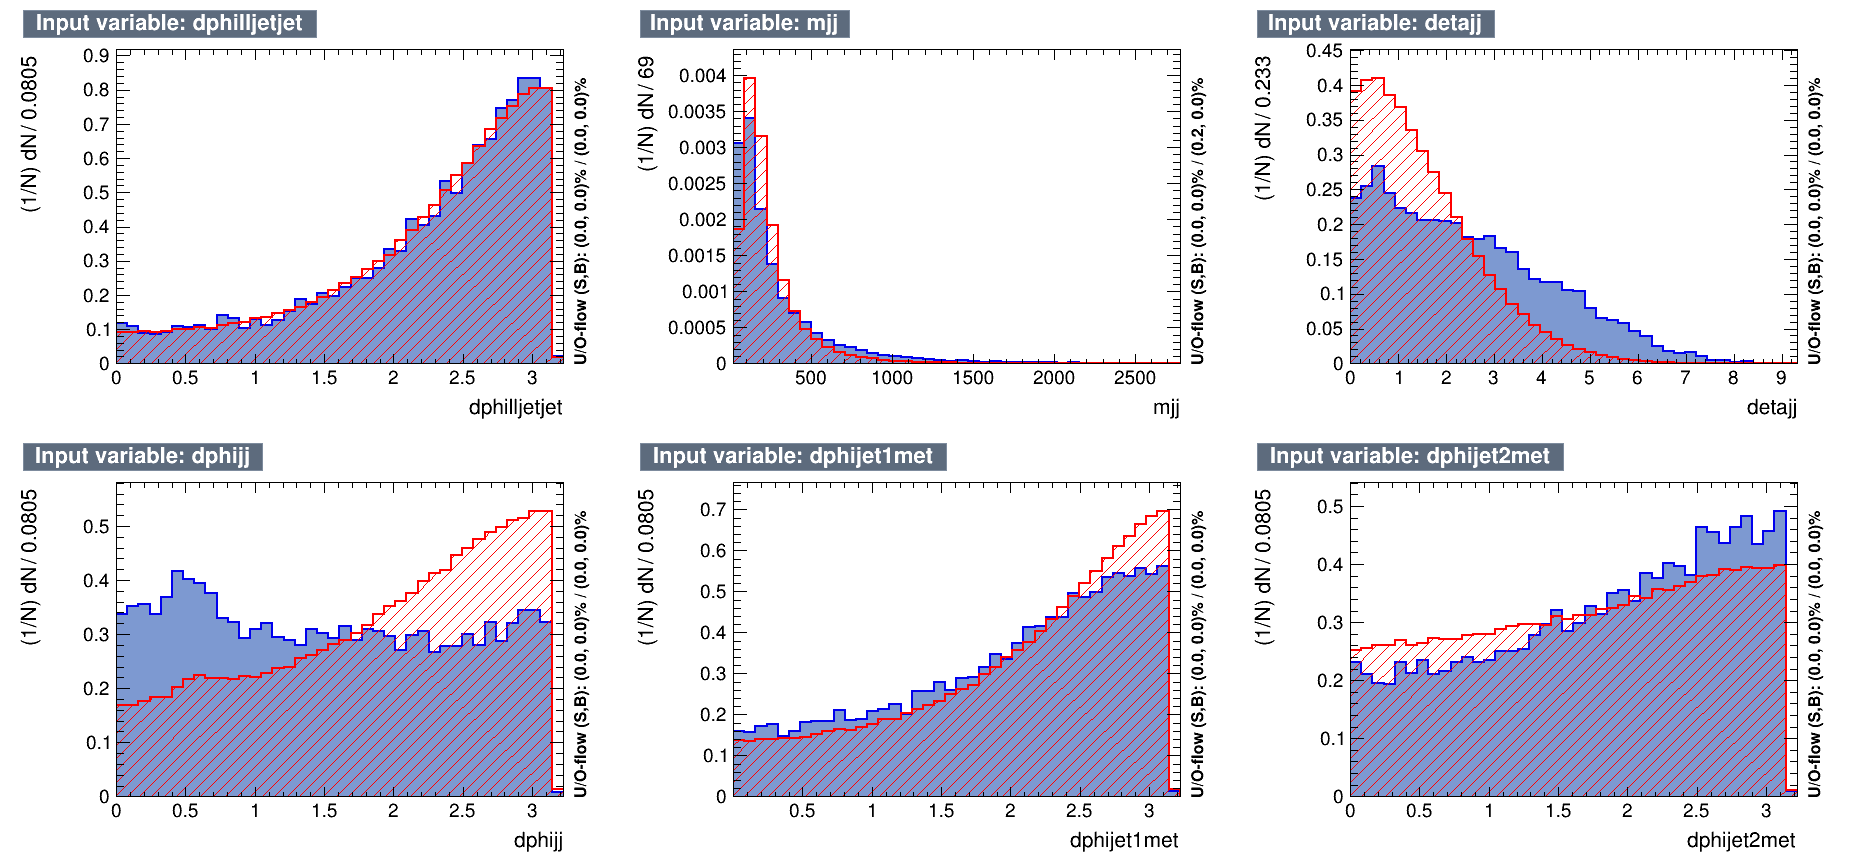 Input variable: dphilljetjet
(1/N) dN / 0.0805
0.9
0.8
0.7
0.6
0.5
0.4
0.3
0.2
0.1
0
0 0.5 1 1.5 2 2.5 3
dphilljetjet
U/O-flow (S,B): (0.0, 0.0)% / (0.0, 0.0)%
Input variable: mjj
(1/N) dN / 69
0.004
0.0035
0.003
0.0025
0.002
0.0015
0.001
0.0005
0
500 1000 1500 2000 2500
mjj
U/O-flow (S,B): (0.0, 0.0)% / (0.2, 0.0)%
Input variable: detajj
(1/N) dN / 0.233
0.45
0.4
0.35
0.3
0.25
0.2
0.15
0.1
0.05
0
0 1 2 3 4 5 6 7 8 9
detajj
U/O-flow (S,B): (0.0, 0.0)% / (0.0, 0.0)%
Input variable: dphijj
(1/N) dN / 0.0805
0.5
0.4
0.3
0.2
0.1
0
0 0.5 1 1.5 2 2.5 3
dphijj
U/O-flow (S,B): (0.0, 0.0)% / (0.0, 0.0)%
Input variable: dphijet1met
(1/N) dN / 0.0805
0.7
0.6
0.5
0.4
0.3
0.2
0.1
0
0.5 1 1.5 2 2.5 3
dphijet1met
U/O-flow (S,B): (0.0, 0.0)% / (0.0, 0.0)%
Input variable: dphijet2met
(1/N) dN / 0.0805
0.5
0.4
0.3
0.2
0.1
0
0 0.5 1 1.5 2 2.5 3
dphijet2met
U/O-flow (S,B): (0.0, 0.0)% / (0.0, 0.0)%